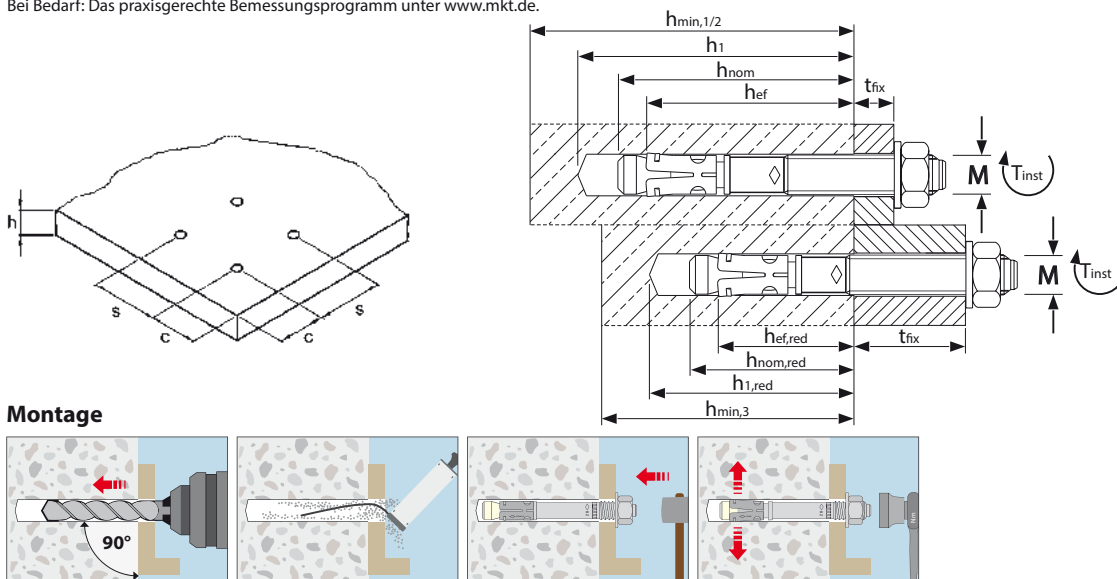 Bei Bedarf: Das praxisgerechte Bemessungsprogramm unter www.mkt.de.
hmin,1/2
h1
hnom
hef
tfix
M
Tinst
h
s
c
c
s
M
Tinst
hef,red
tfix
hnom,red
h1,red
hmin,3
Montage
90°
Nm